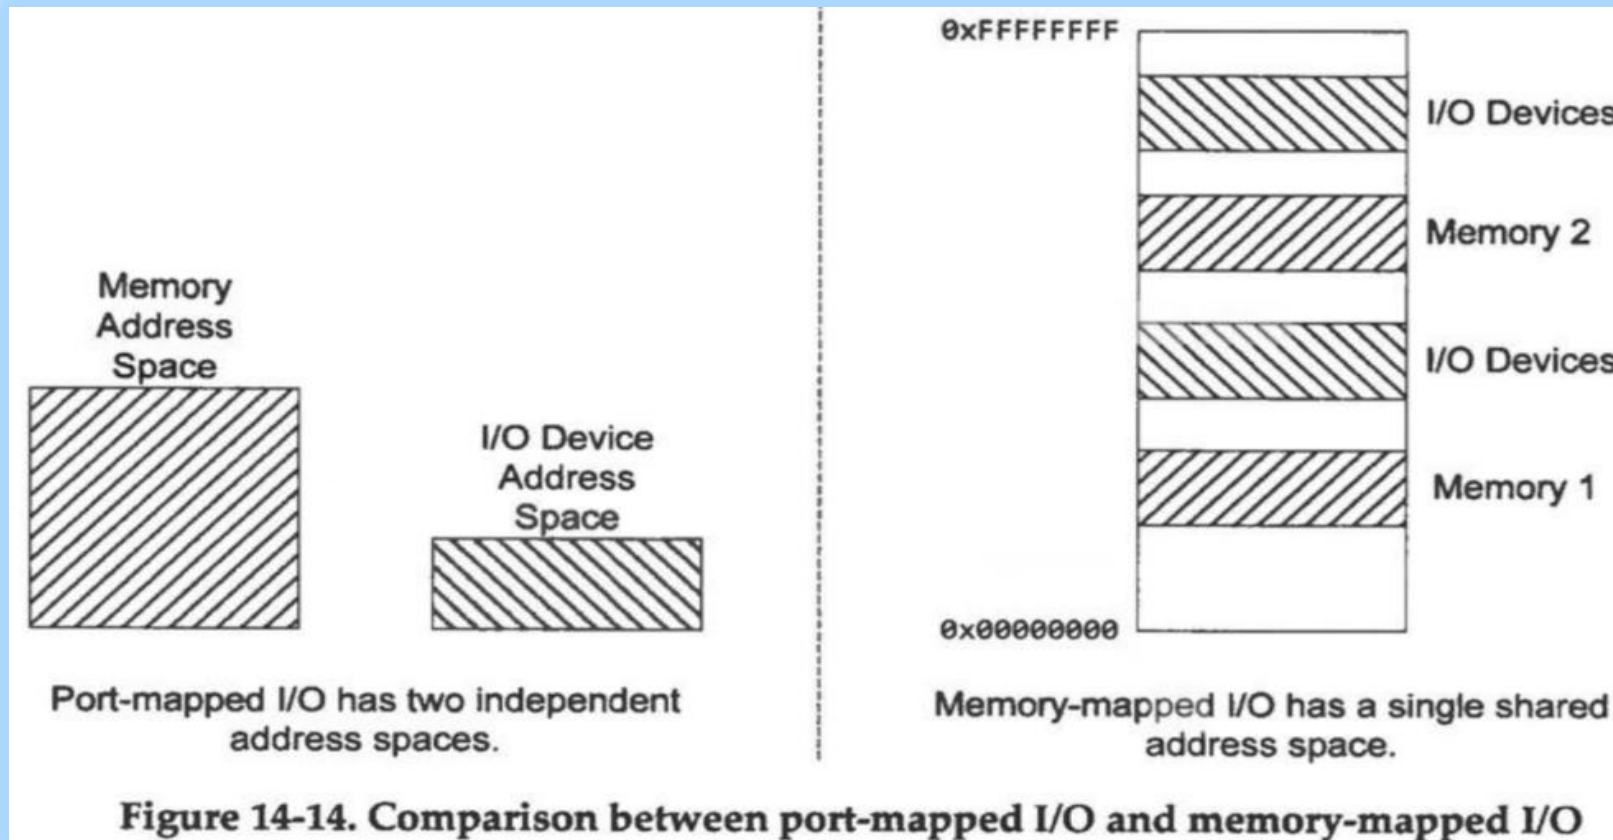 Memory
Address
Space
I/O Device
Address
Space
Port-mapped I/O has two independent
address spaces.
0xFFFFFFFF
I/O Devices
Memory 2
I/O Devices
Memory 1
0x00000000
Memory-mapped I/O has a single shared
address space.
Figure 14-14. Comparison between port-mapped I/O and memory-mapped I/O